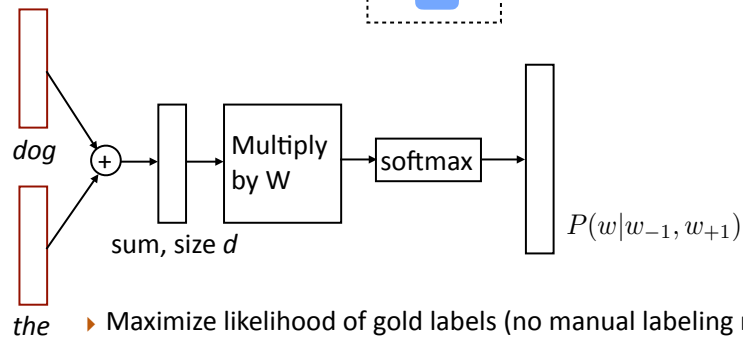 dog
+
Multiply
by W
softmax
sum, size d
P(w|w₋₁, w₊₁)
the
Maximize likelihood of gold labels (no manual labeling